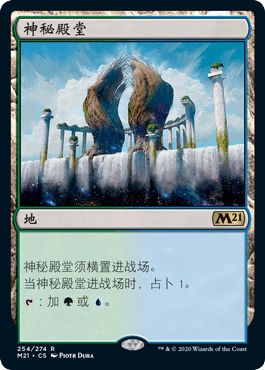 神秘殿堂
地
M21
神秘殿堂须横置进战场。
当神秘殿堂进战场时，占卜 1。
：加 或 。
254/274 R
M21 • CS Piotr Dura
™ & © 2020 Wizards of the Coast